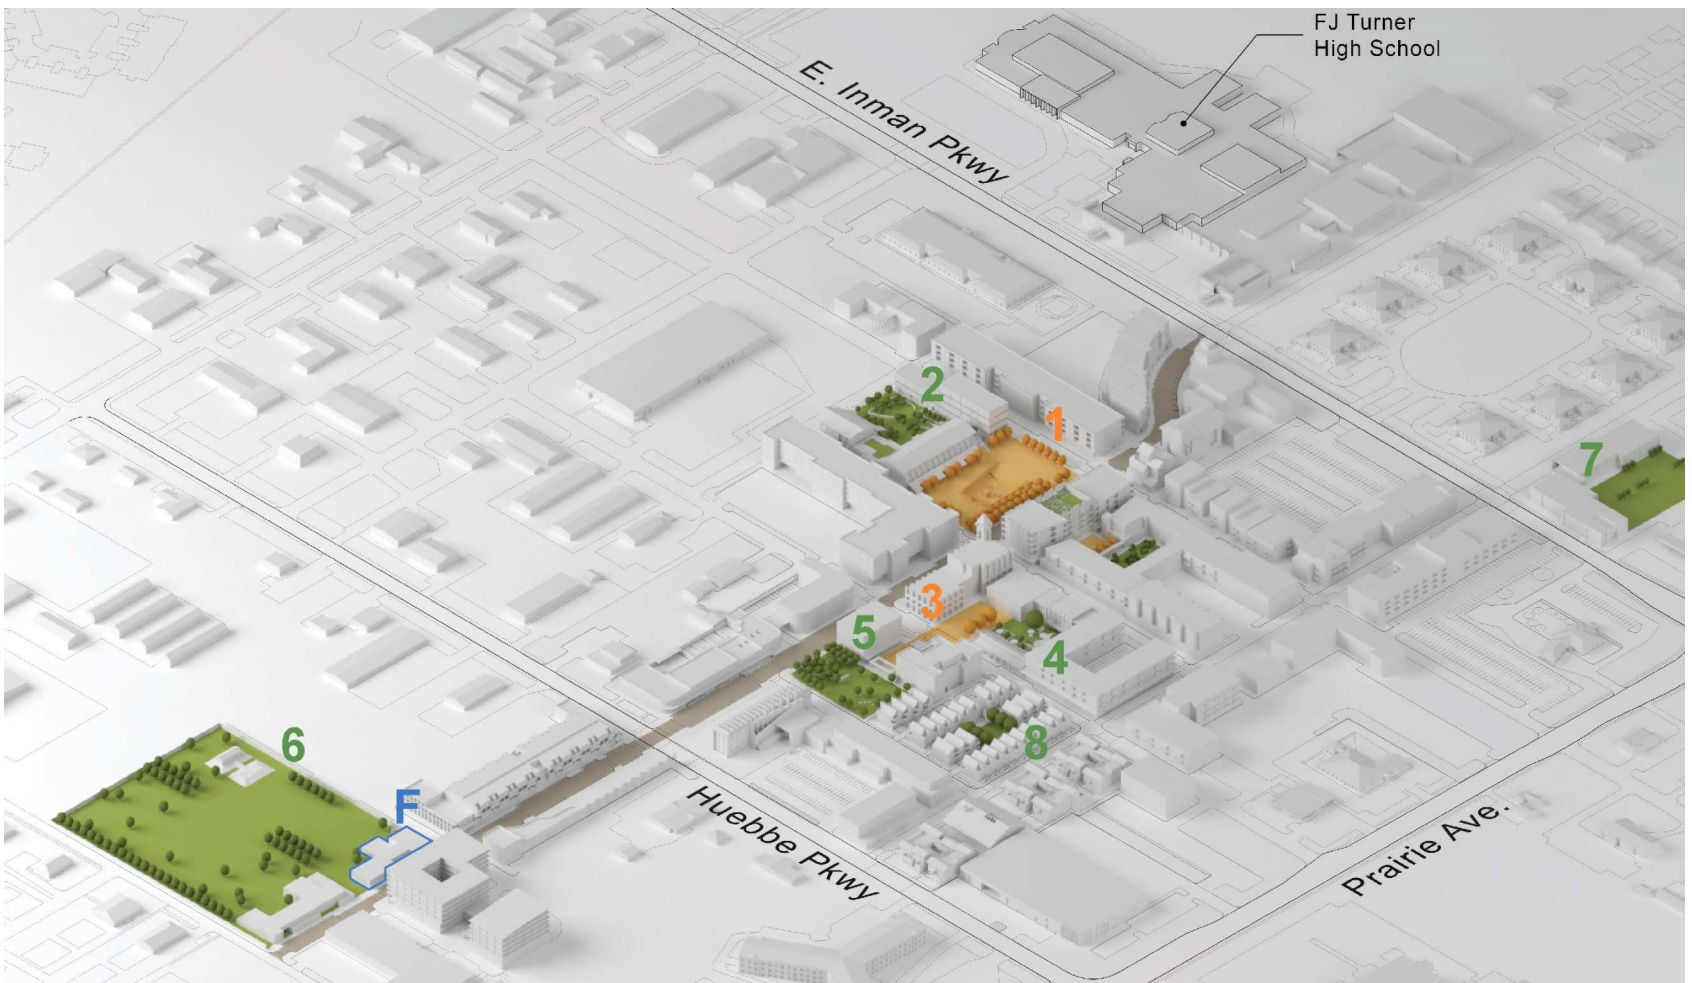 FJ Turner
High School
E. Inman Pkwy
2
1
7
3
5
4
6
8
F
Huebbe Pkwy
Prairie Ave.